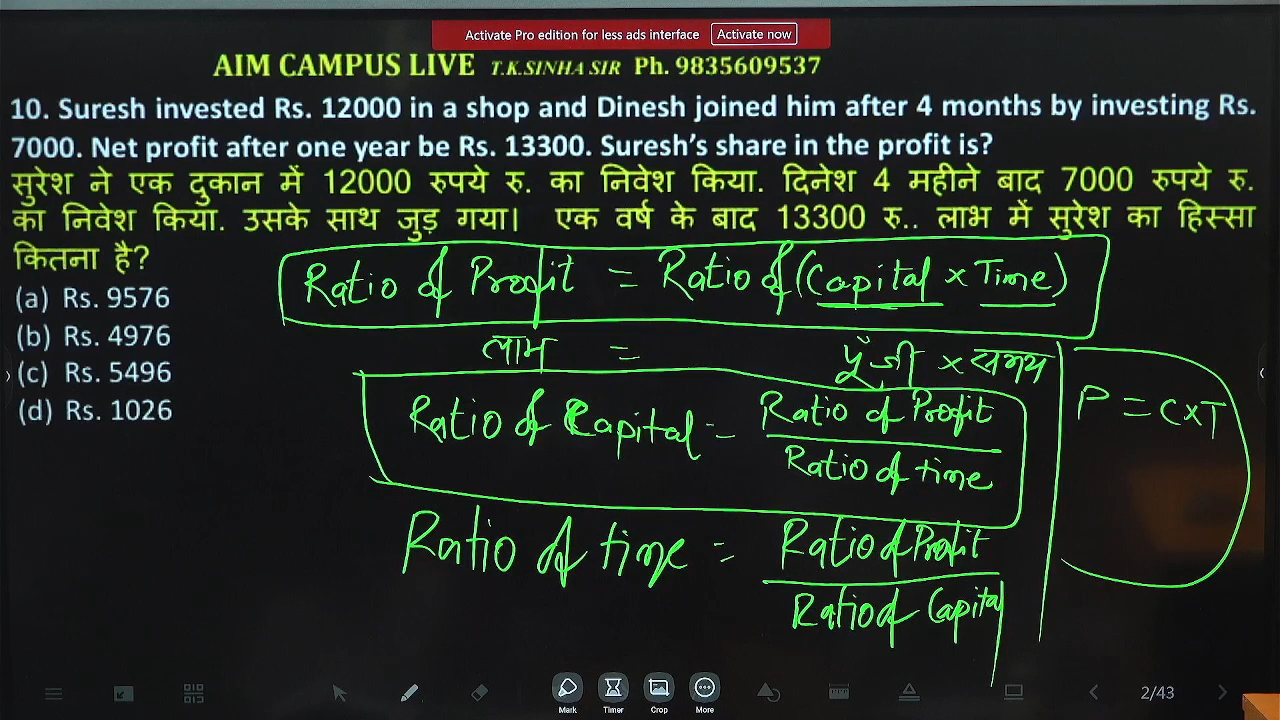 Activate Pro edition for less ads interface Activate now
AIM CAMPUS LIVE T.K.SINHA SIR Ph. 9835609537
10. Suresh invested Rs. 12000 in a shop and Dinesh joined him after 4 months by investing Rs.
7000. Net profit after one year be Rs. 13300. Suresh’s share in the profit is?
सुरेश ने एक दुकान में 12000 रुपये रु. का निवेश किया. दिनेश 4 महीने बाद 7000 रुपये रु.
का निवेश किया. उसके साथ जुड़ गया। एक वर्ष के बाद 13300 रु.. लाभ में सुरेश का हिस्सा
कितना है?
Ratio of Profit = Ratio of (Capital × Time)
(a) Rs. 9576
(b) Rs. 4976
लाभ = पूँजी × समय
(c) Rs. 5496
(d) Rs. 1026
Ratio of Capital = Ratio of Profit
Ratio of time
P = C×T
Ratio of time = Ratio of Profit
Ratio of Capital
Mark Timer Crop More
2/43